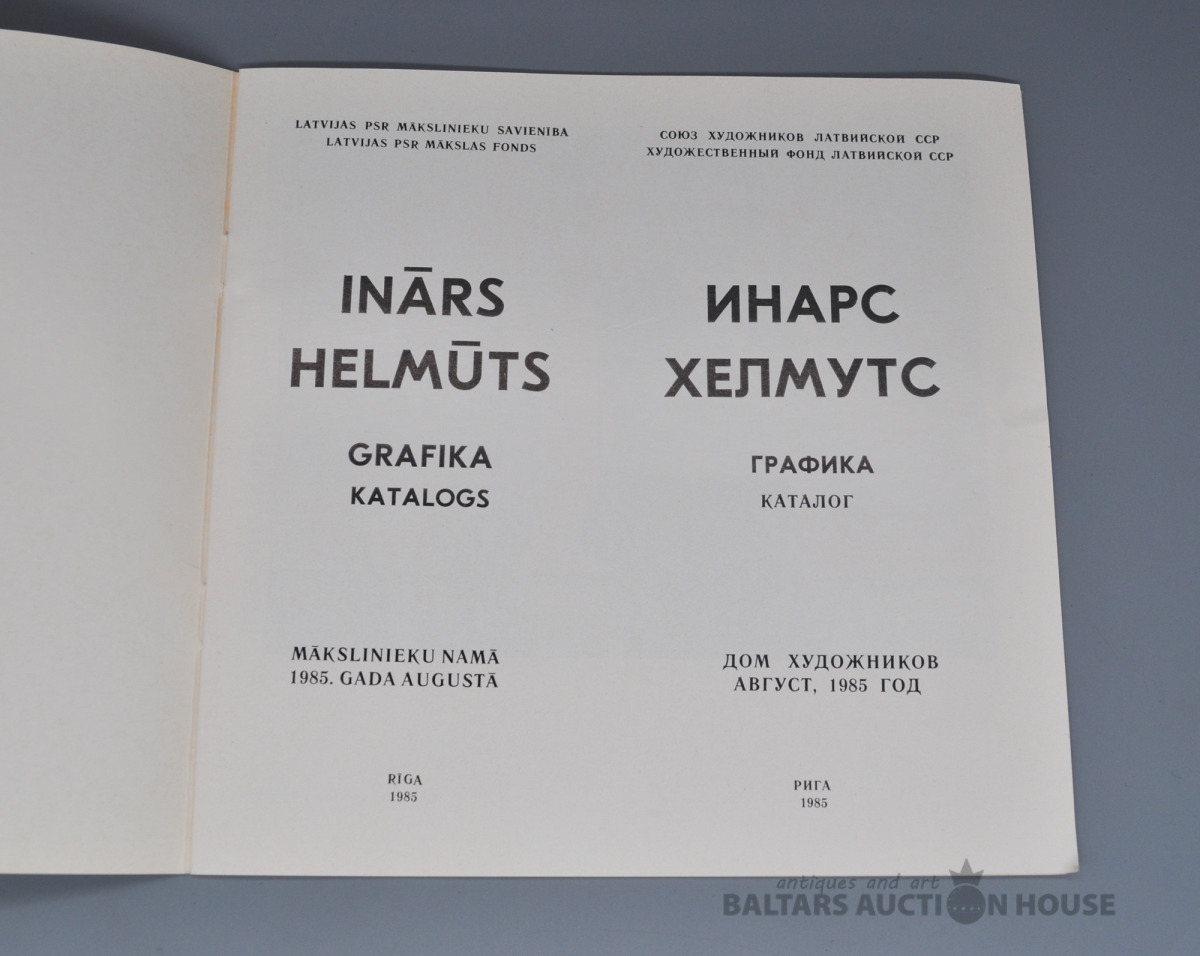 LATVIJAS PSR MĀKSLINIEKU SAVIENĪBA
LATVIJAS PSR MĀKSLAS FONDS
INĀRS
HELMŪTS
GRAFIKA
KATALOGS
MĀKSLINIEKU NAMĀ
1985. GADA AUGUSTĀ
RĪGA
1985
СОЮЗ ХУДОЖНИКОВ ЛАТВИЙСКОЙ ССР
ХУДОЖЕСТВЕННЫЙ ФОНД ЛАТВИЙСКОЙ ССР
ИНАРС
ХЕЛМУТС
ГРАФИКА
КАТАЛОГ
ДОМ ХУДОЖНИКОВ
АВГУСТ, 1985 ГОД
РИГА
1985
antiques and art
BALTARS AUCTION HOUSE